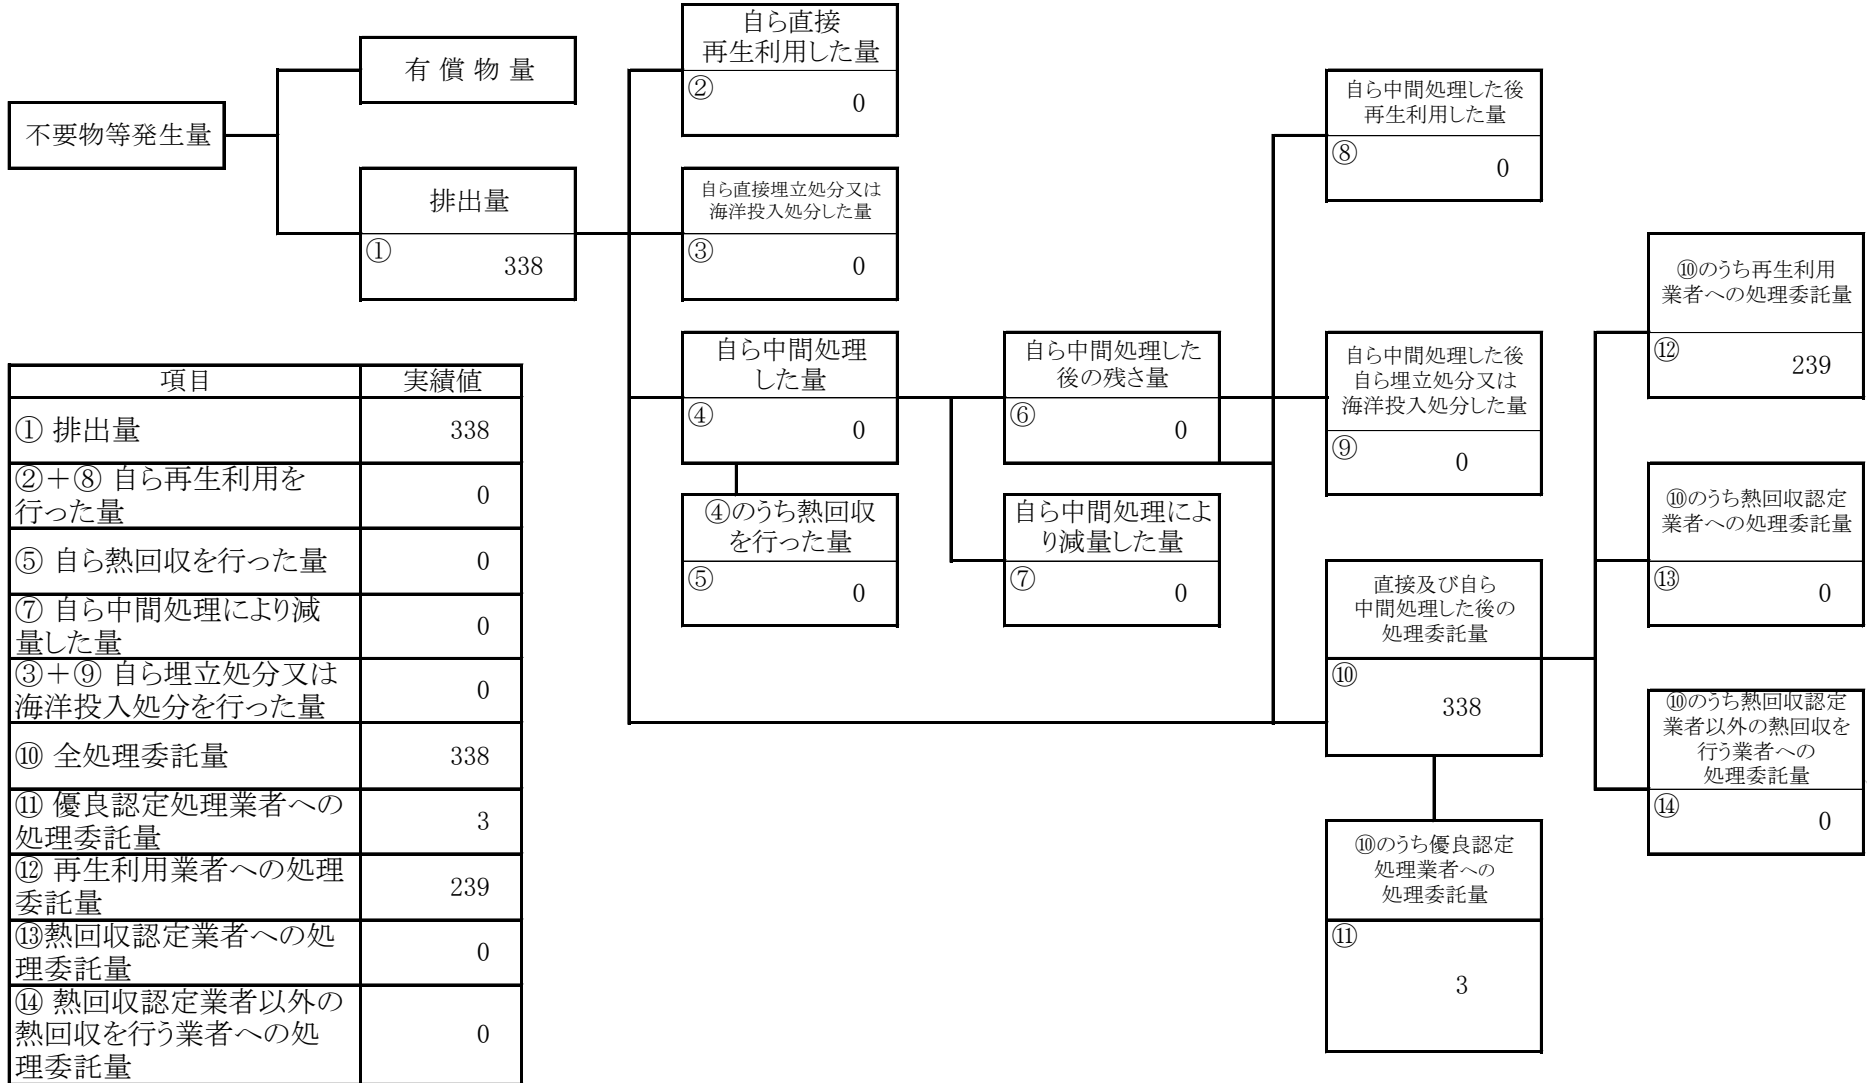 不要物等発生量
有 償 物 量
排出量
①
338
自ら直接
再生利用した量
②
0
自ら直接埋立処分又は
海洋投入処分した量
③
0
自ら中間処理
した量
④
0
④のうち熱回収
を行った量
⑤
0
自ら中間処理した
後の残さ量
⑥
0
自ら中間処理によ
り減量した量
⑦
0
自ら中間処理した後
再生利用した量
⑧
0
自ら中間処理した後
自ら埋立処分又は
海洋投入処分した量
⑨
0
直接及び自ら
中間処理した後の
処理委託量
⑩
338
⑩のうち優良認定
処理業者への
処理委託量
⑪
3
⑩のうち再生利用
業者への処理委託量
⑫
239
⑩のうち熱回収認定
業者への処理委託量
⑬
0
⑩のうち熱回収認定
業者以外の熱回収を
行う業者への
処理委託量
⑭
0
項目 実績値
① 排出量 338
②＋⑧ 自ら再生利用を
行った量 0
⑤ 自ら熱回収を行った量 0
⑦ 自ら中間処理により減
量した量 0
③＋⑨ 自ら埋立処分又は
海洋投入処分を行った量 0
⑩ 全処理委託量 338
⑪ 優良認定処理業者への
処理委託量 3
⑫ 再生利用業者への処理
委託量 239
⑬熱回収認定業者への処
理委託量 0
⑭ 熱回収認定業者以外の
熱回収を行う業者への処
理委託量 0